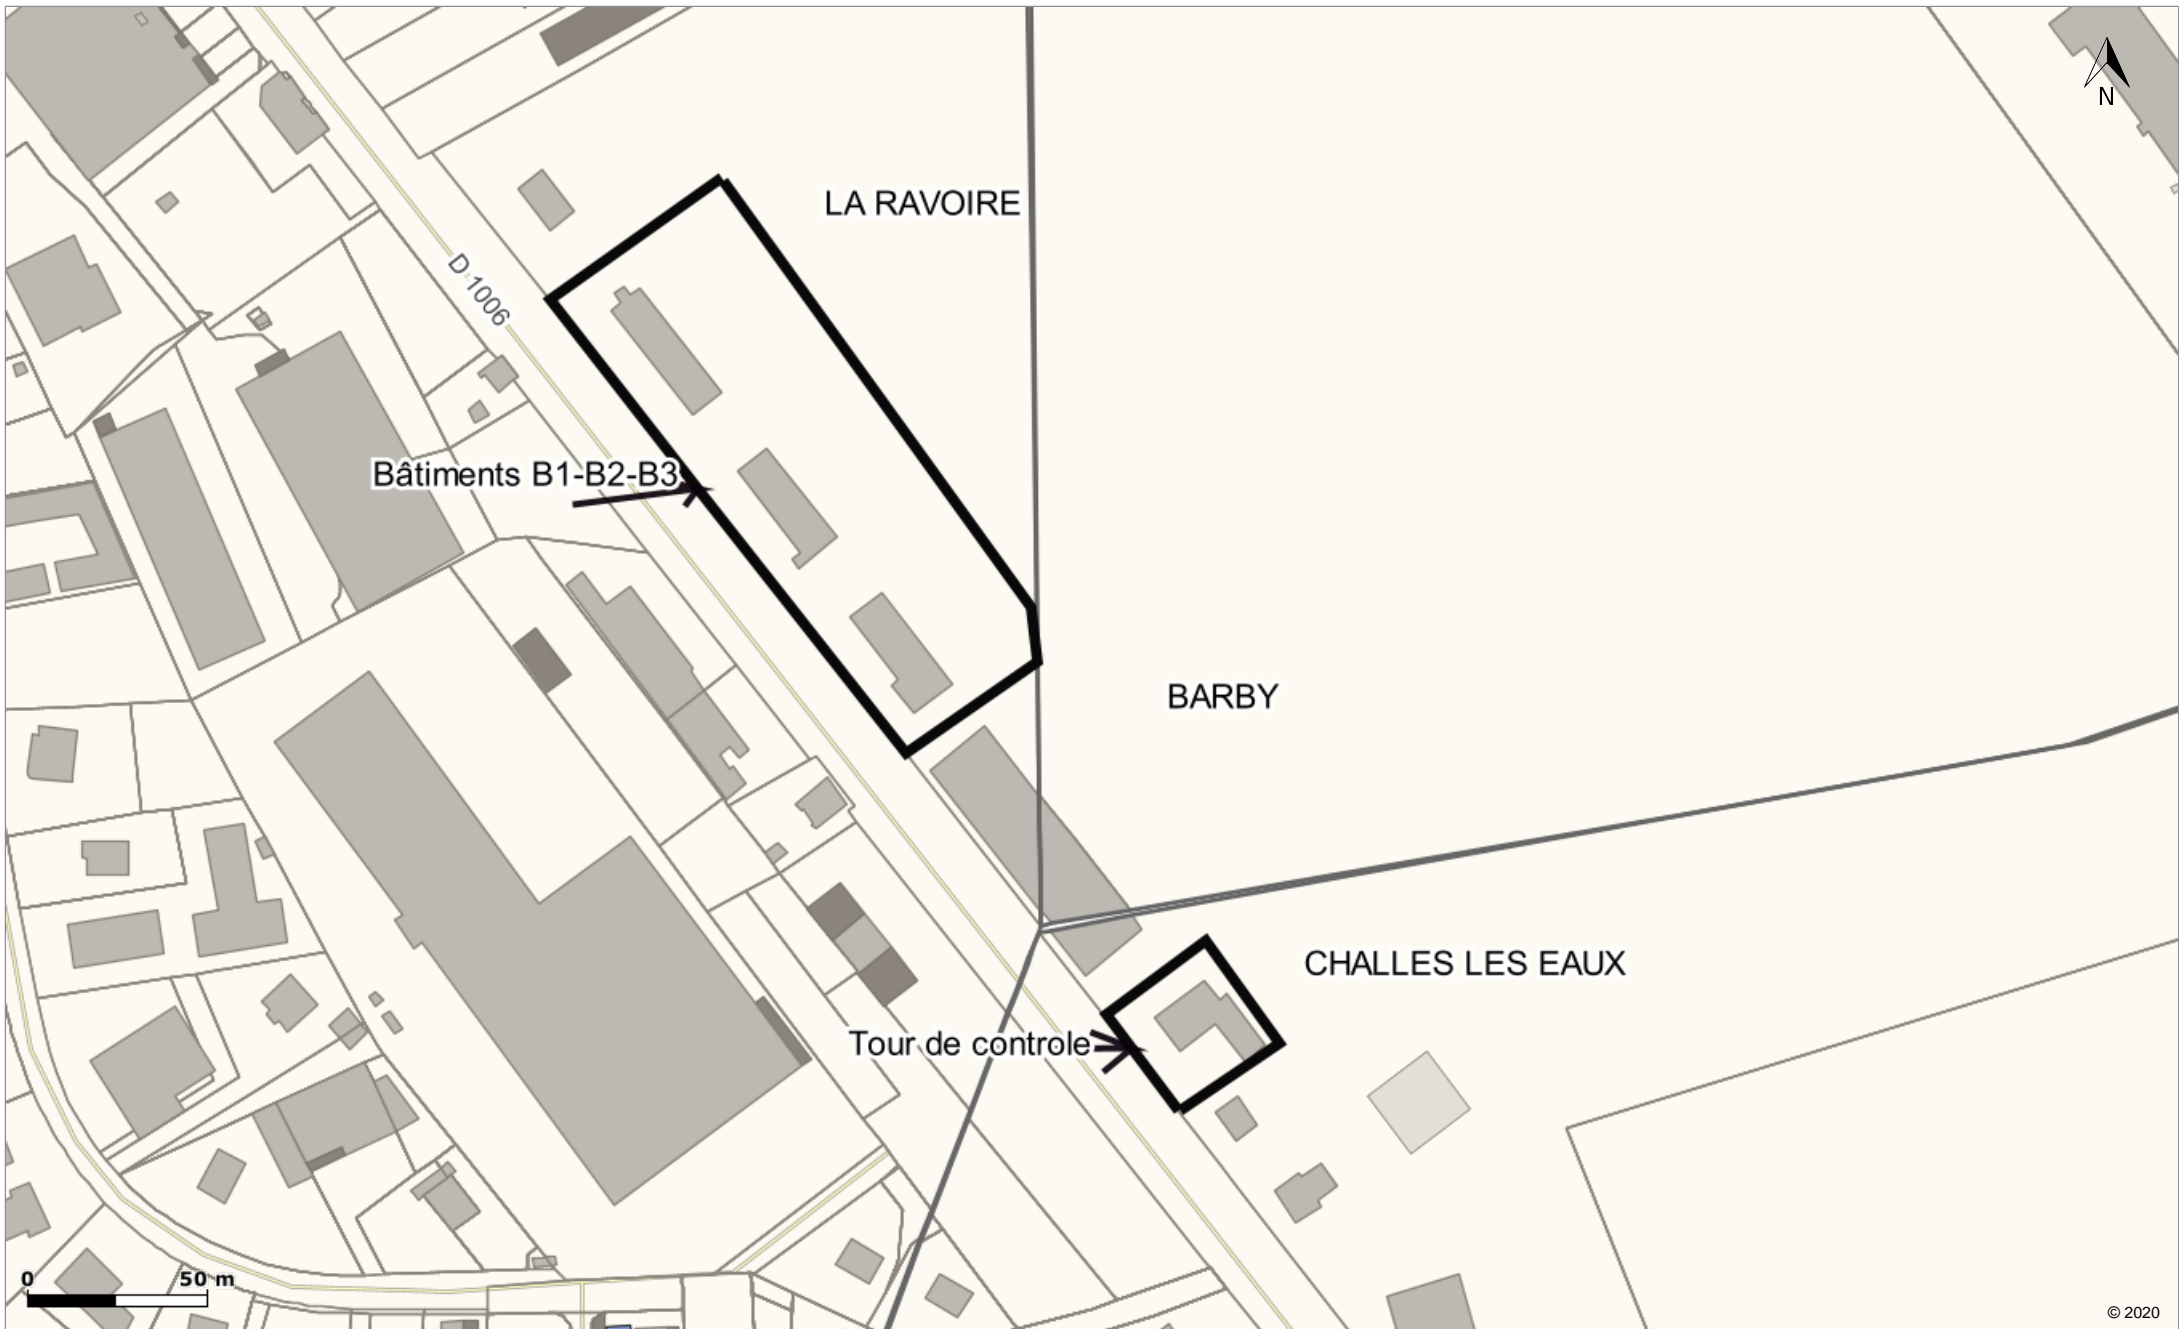 N
LA RAVOIRE
D 1006
Bâtiments B1-B2-B3
BARBY
CHALLES LES EAUX
Tour de controle
0 50 m
© 2020